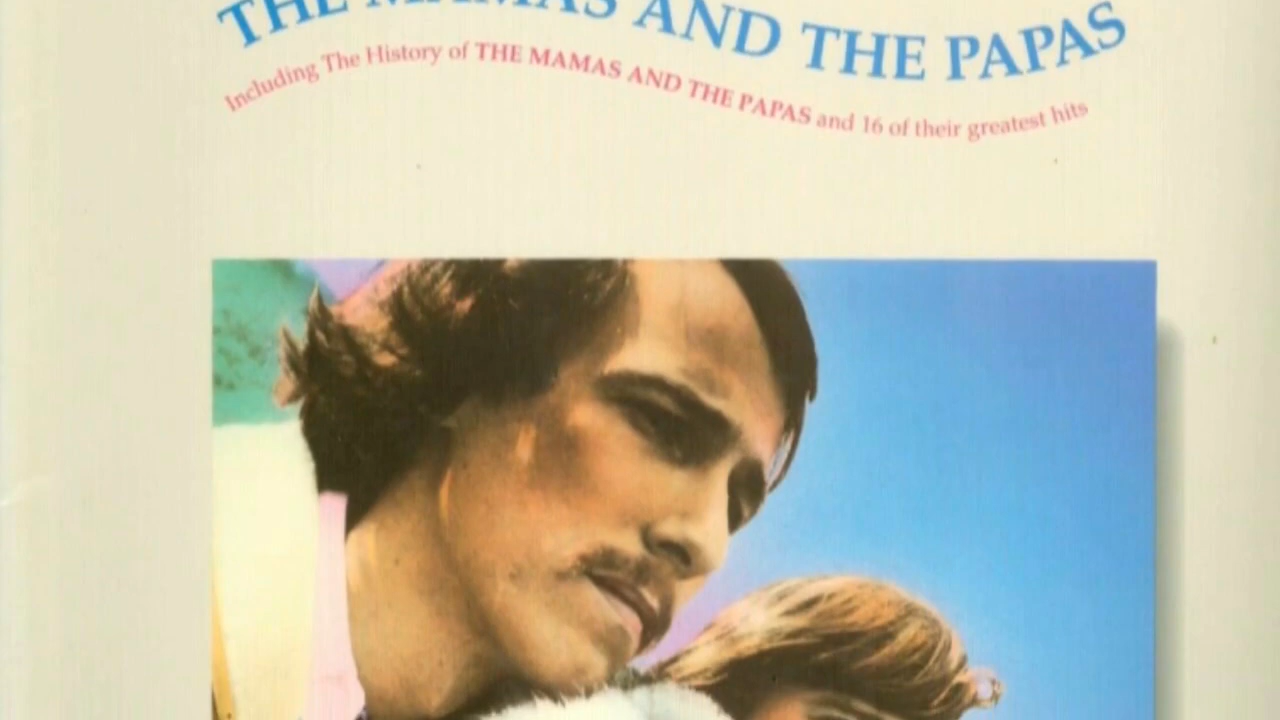 THE MAMAS AND THE PAPAS
Including The History of THE MAMAS AND THE PAPAS and 16 of their greatest hits